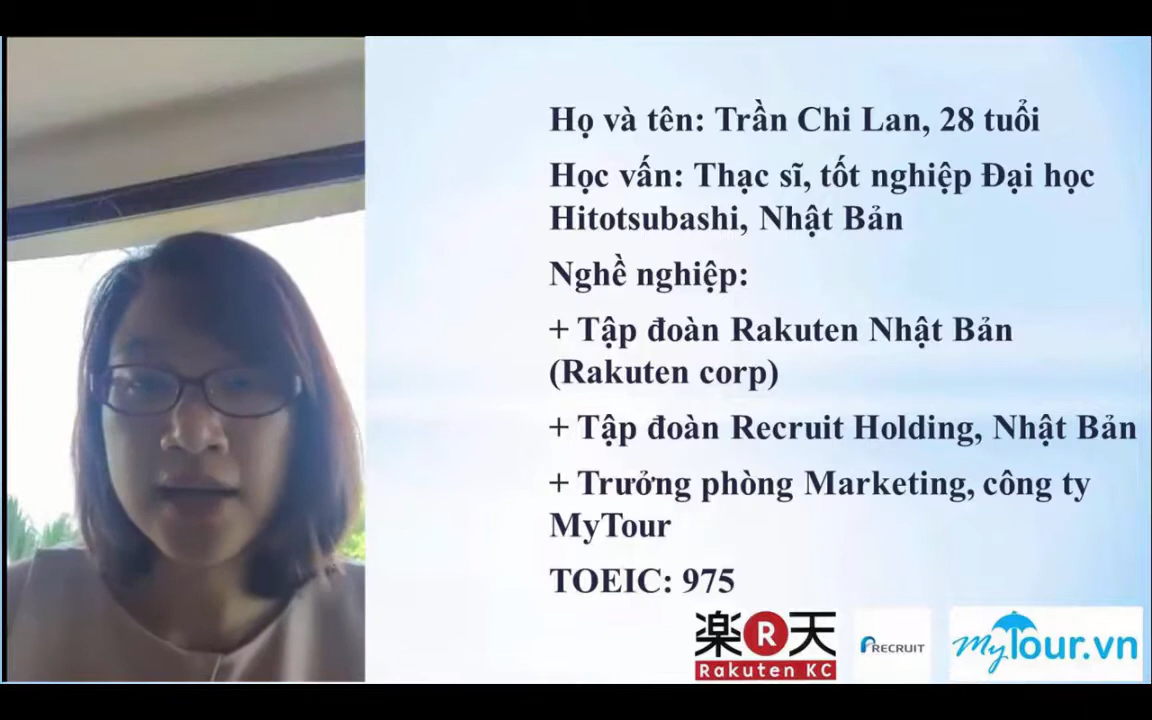 Họ và tên: Trần Chi Lan, 28 tuổi
Học vấn: Thạc sĩ, tốt nghiệp Đại học
Hitotsubashi, Nhật Bản
Nghề nghiệp:
+ Tập đoàn Rakuten Nhật Bản
(Rakuten corp)
+ Tập đoàn Recruit Holding, Nhật Bản
+ Trưởng phòng Marketing, công ty
MyTour
TOEIC: 975
楽R天
Rakuten KC
RECRUIT
myTour.vn